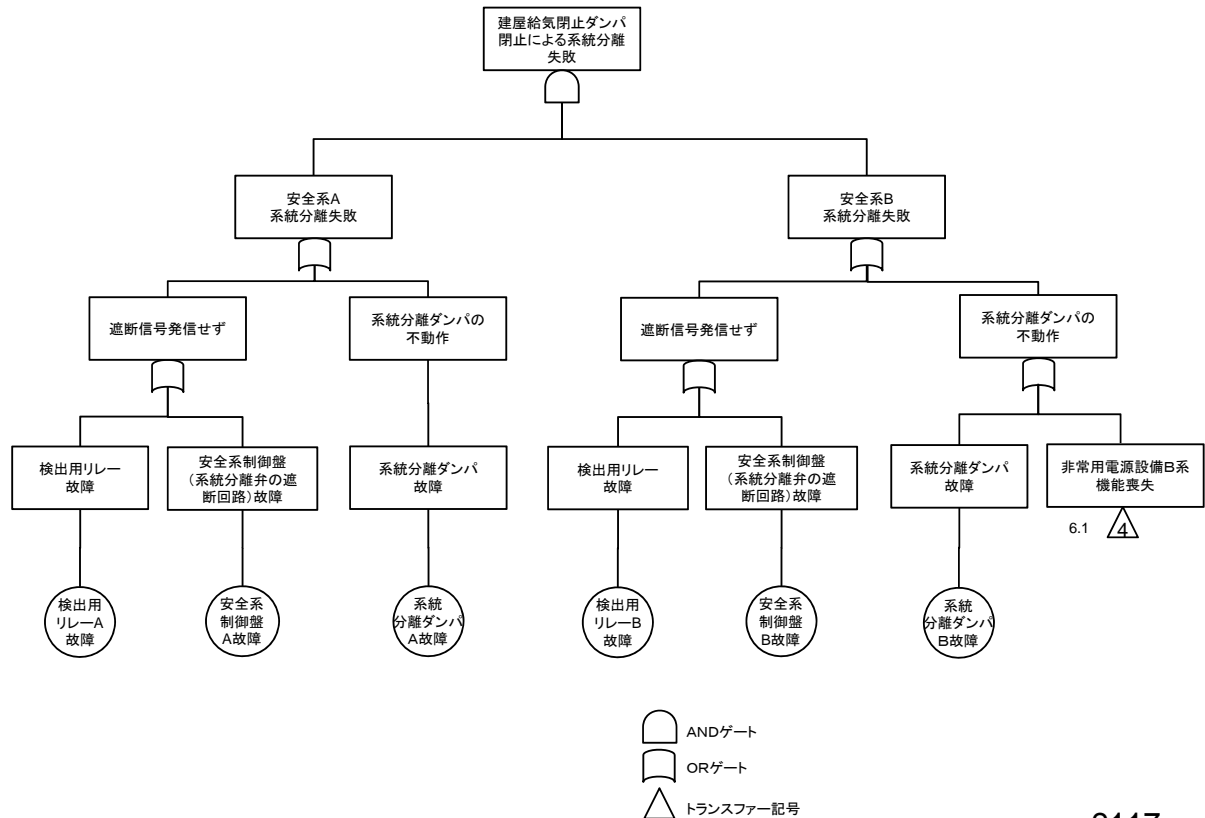 建屋給気閉止ダンパ
閉止による系統分離
失敗
安全系A
系統分離失敗
安全系B
系統分離失敗
遮断信号発信せず
系統分離ダンパの
不動作
遮断信号発信せず
系統分離ダンパの
不動作
検出用リレー
故障
安全系制御盤
(系統分離弁の遮
断回路)故障
系統分離ダンパ
故障
検出用リレー
故障
安全系制御盤
(系統分離弁の遮
断回路)故障
系統分離ダンパ
故障
非常用電源設備B系
機能喪失
6.1
4
検出用
リレーA
故障
安全系
制御盤
A故障
系統
分離ダンパ
A故障
検出用
リレーB
故障
安全系
制御盤
B故障
系統
分離ダンパ
B故障
ANDゲート
ORゲート
トランスファー記号